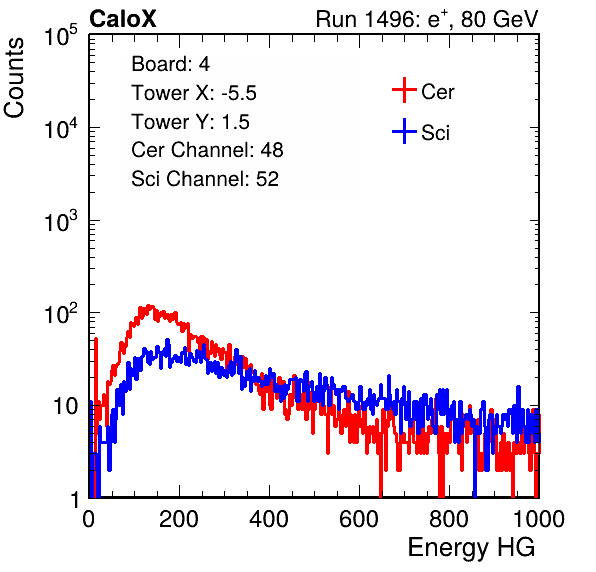 CaloX
Run 1496: e⁺, 80 GeV
Counts
10⁵
10⁴
10³
10²
10
1
Board: 4
Tower X: -5.5
Tower Y: 1.5
Cer Channel: 48
Sci Channel: 52
Cer
Sci
0 200 400 600 800 1000
Energy HG